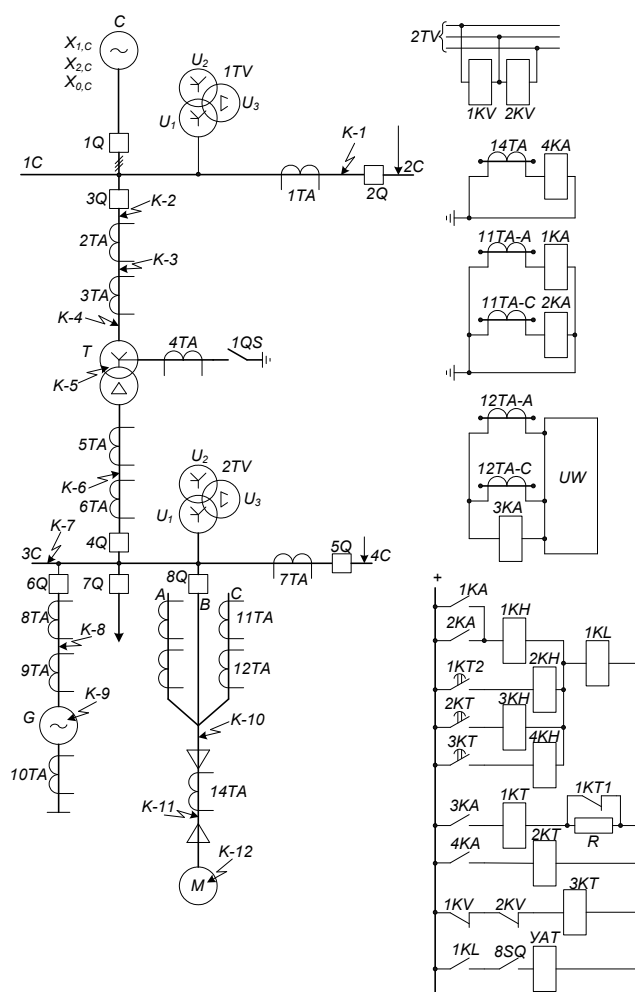 C
X1,C
X2,C
X0,C
1Q
1C
U2
1TV
U1
U3
K-1
2C
1TA
2Q
3Q
K-2
2TA
K-3
3TA
K-4
T
4TA
1QS
K-5
5TA
K-6
6TA
U2
2TV
U1
U3
K-7
4Q
3C
5Q
4C
6Q
7Q
8Q
7TA
A
B
C
8TA
11TA
K-8
9TA
12TA
G
K-9
K-10
10TA
14TA
K-11
M
K-12
2TV
1KV
2KV
14TA
4KA
11TA-A
1KA
11TA-C
2KA
12TA-A
12TA-C
UW
3KA
+
1KA
1KH
2KA
1KL
2KH
1KT2
3KH
2KT
4KH
3KT
1KT
1KT1
3KA
R
4KA
2KT
3KT
1KV
2KV
1KL
8SQ
УАТ